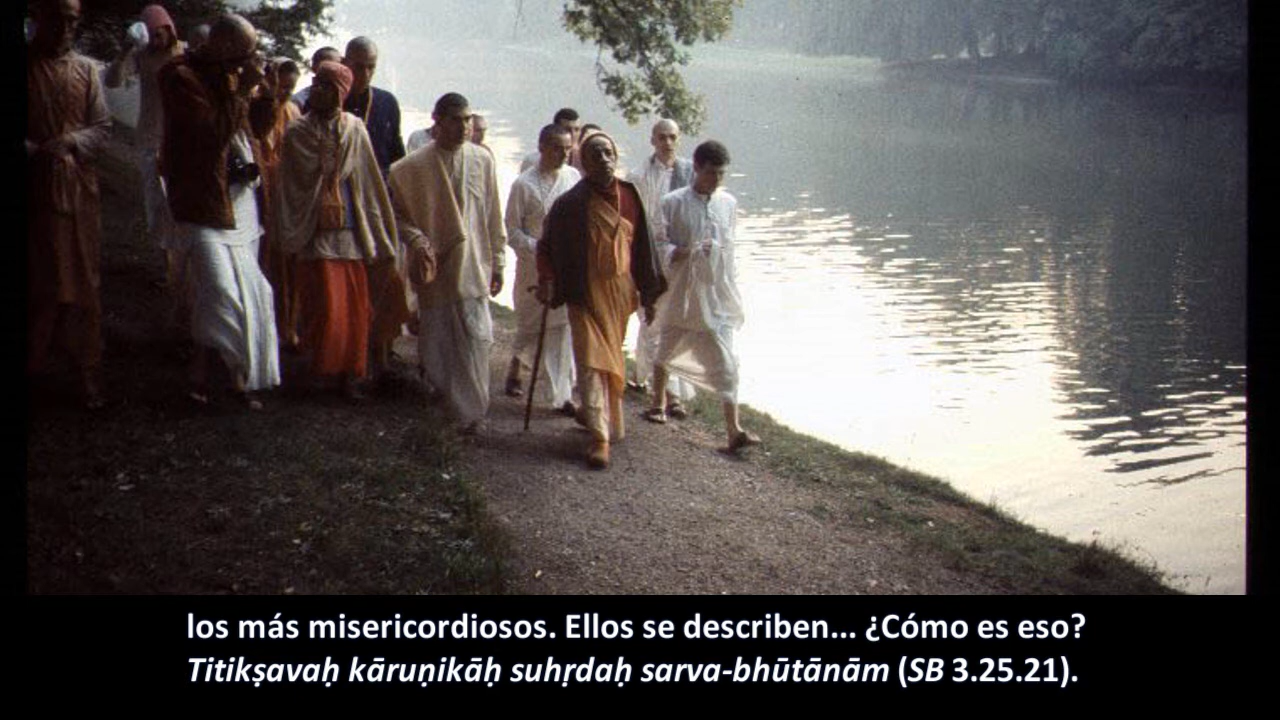 los más misericordiosos. Ellos se describen... ¿Cómo es eso?
Titikṣavaḥ kāruṇikāḥ suhṛdaḥ sarva-bhūtānām (SB 3.25.21).